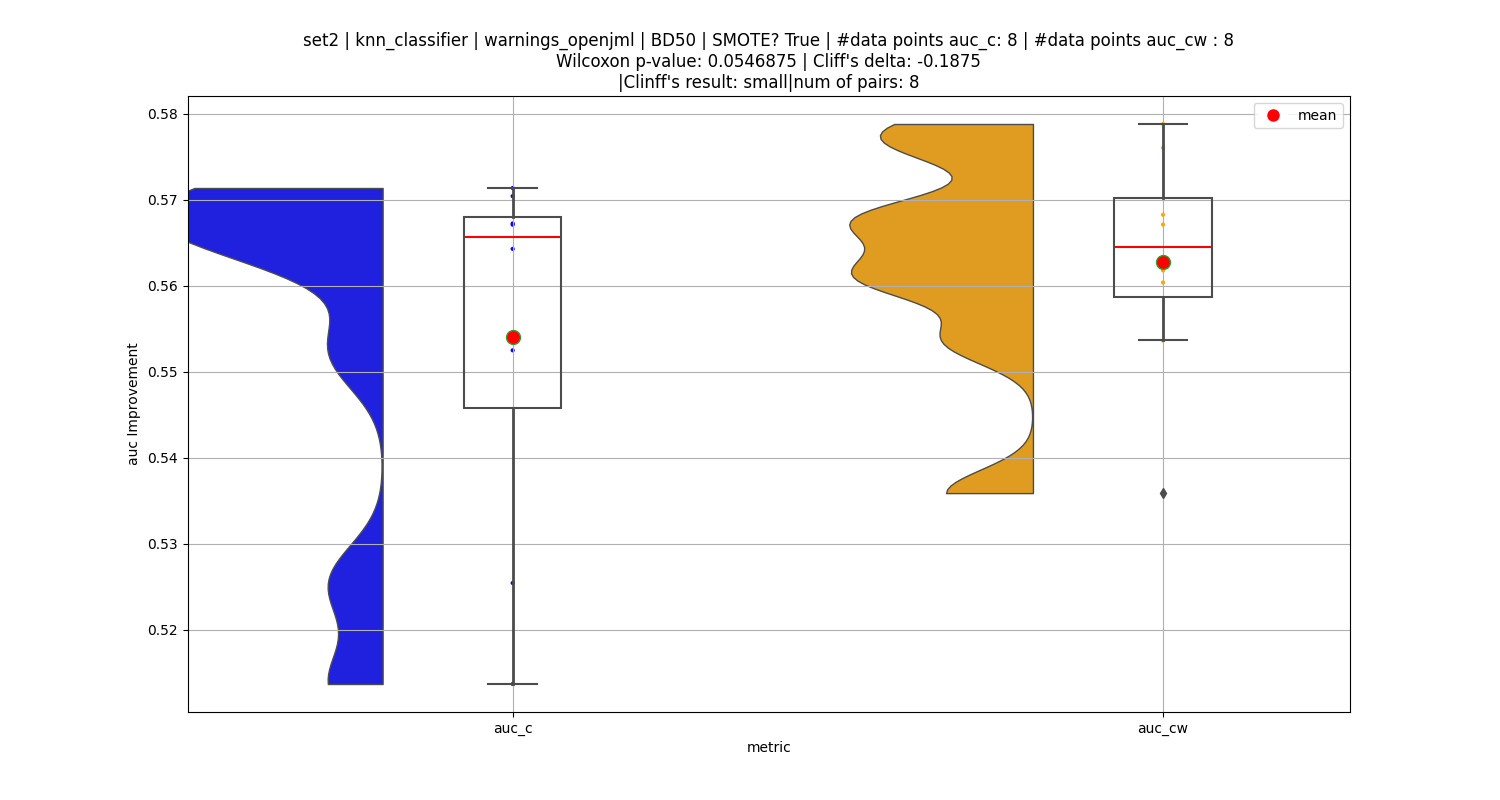 set2 | knn_classifier | warnings_openjml | BD50 | SMOTE? True | #data points auc_c: 8 | #data points auc_cw : 8
Wilcoxon p-value: 0.0546875 | Cliff's delta: -0.1875
|Clinff's result: small|num of pairs: 8
mean
0.58
0.57
0.56
0.55
0.54
0.53
0.52
auc Improvement
auc_c
auc_cw
metric